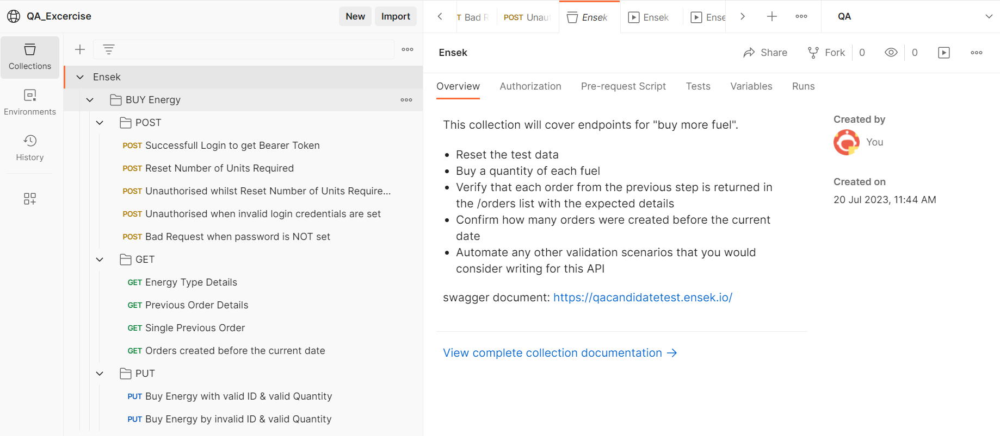 QA_Excercise
New
Import
T Bad R
POST Unaut
Ensek
Ensek
Ense
QA
Collections
Environments
History
Ensek
BUY Energy
POST
POST Successfull Login to get Bearer Token
POST Reset Number of Units Required
POST Unauthorised whilst Reset Number of Units Require...
POST Unauthorised when invalid login credentials are set
POST Bad Request when password is NOT set
GET
GET Energy Type Details
GET Previous Order Details
GET Single Previous Order
GET Orders created before the current date
PUT
PUT Buy Energy with valid ID & valid Quantity
PUT Buy Energy by invalid ID & valid Quantity
Ensek
Share
Fork 0
0
Overview Authorization Pre-request Script Tests Variables Runs
This collection will cover endpoints for "buy more fuel".
• Reset the test data
• Buy a quantity of each fuel
• Verify that each order from the previous step is returned in
the /orders list with the expected details
• Confirm how many orders were created before the current
date
• Automate any other validation scenarios that you would
consider writing for this API
swagger document: https://qacandidatetest.ensek.io/
View complete collection documentation →
Created by
You
Created on
20 Jul 2023, 11:44 AM